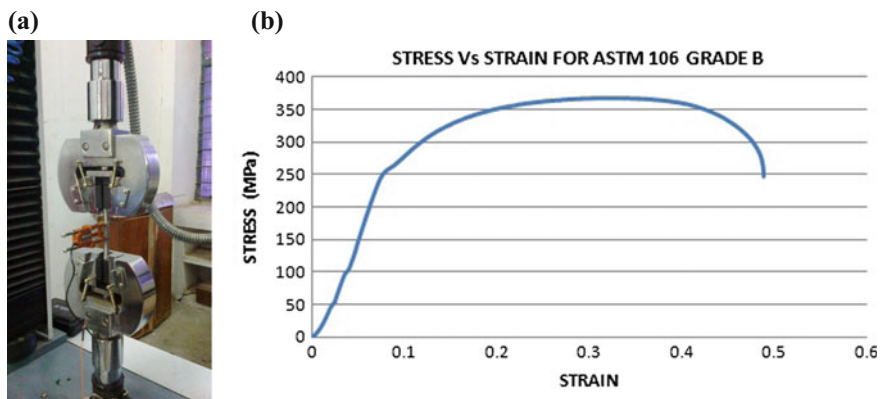 (a)
(b)
STRESS Vs STRAIN FOR ASTM 106 GRADE B
STRESS (MPa)
400
350
300
250
200
150
100
50
0
0 0.1 0.2 0.3 0.4 0.5 0.6
STRAIN